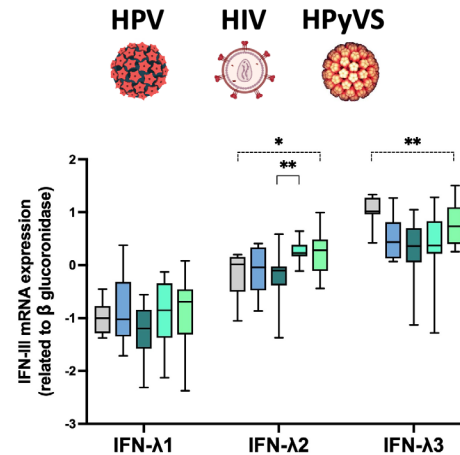 HPV HIV HPyVS
IFN-III mRNA expression
(related to β glucoronidase)
2
1
0
-1
-2
-3
*
**
**
IFN-λ1 IFN-λ2 IFN-λ3